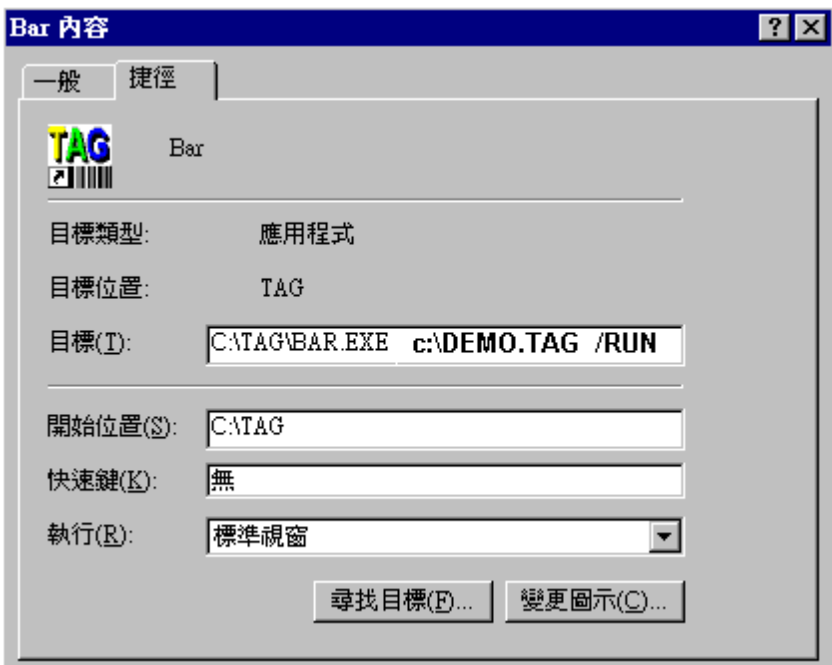 Bar 內容
一般 捷徑
TAG Bar
目標類型: 應用程式
目標位置: TAG
目標(T): C:\TAG\BAR.EXE c:\DEMO.TAG /RUN
開始位置(S): C:\TAG
快速鍵(K): 無
執行(R): 標準視窗
尋找目標(F)... 變更圖示(C)...